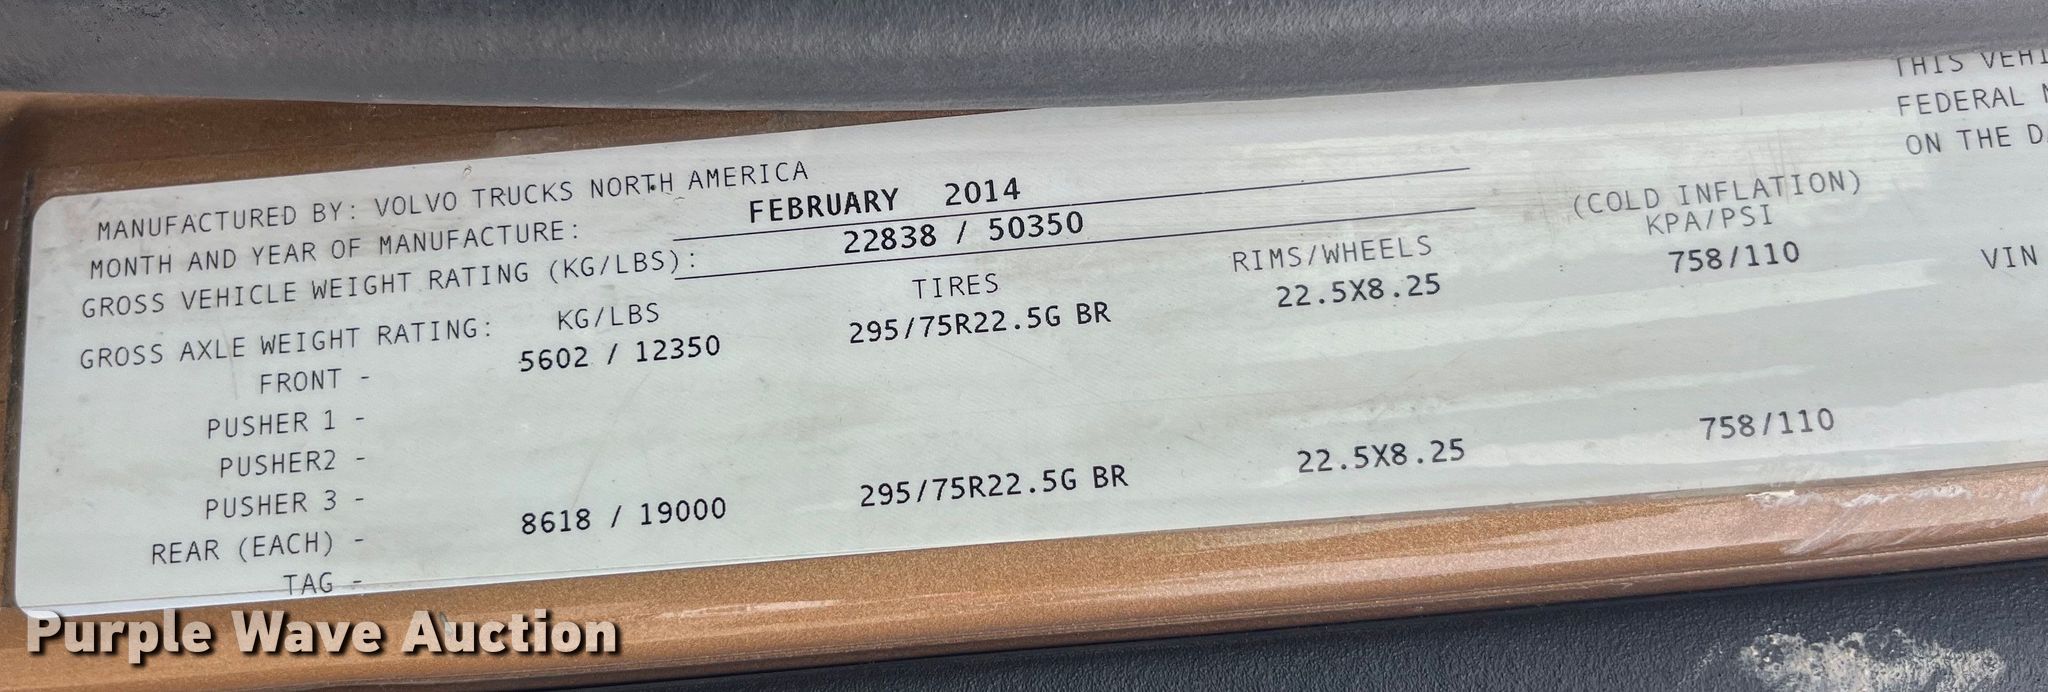 MANUFACTURED BY: VOLVO TRUCKS NORTH AMERICA
MONTH AND YEAR OF MANUFACTURE: FEBRUARY 2014
GROSS VEHICLE WEIGHT RATING (KG/LBS): 22838 / 50350
GROSS AXLE WEIGHT RATING: KG/LBS TIRES RIMS/WHEELS (COLD INFLATION) KPA/PSI
FRONT - 5602 / 12350 295/75R22.5G BR 22.5X8.25 758/110
PUSHER 1 -
PUSHER2 -
PUSHER 3 -
REAR (EACH) - 8618 / 19000 295/75R22.5G BR 22.5X8.25 758/110
TAG -
THIS VEHI
FEDERAL
ON THE D
VIN
Purple Wave Auction